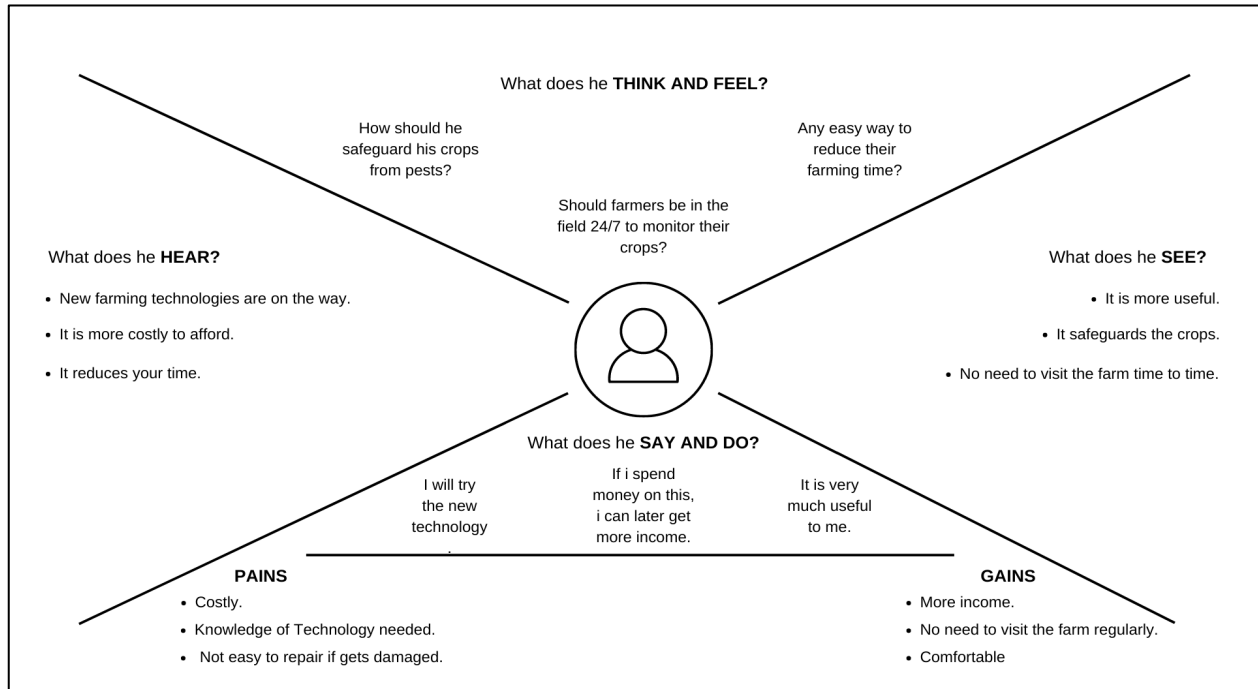 What does he THINK AND FEEL?
How should he
safeguard his crops
from pests?
Any easy way to
reduce their
farming time?
Should farmers be in the
field 24/7 to monitor their
crops?
What does he HEAR?
• New farming technologies are on the way.
• It is more costly to afford.
• It reduces your time.
What does he SEE?
• It is more useful.
• It safeguards the crops.
• No need to visit the farm time to time.
What does he SAY AND DO?
I will try
the new
technology
.
If i spend
money on this,
i can later get
more income.
It is very
much useful
to me.
PAINS
• Costly.
• Knowledge of Technology needed.
• Not easy to repair if gets damaged.
GAINS
• More income.
• No need to visit the farm regularly.
• Comfortable